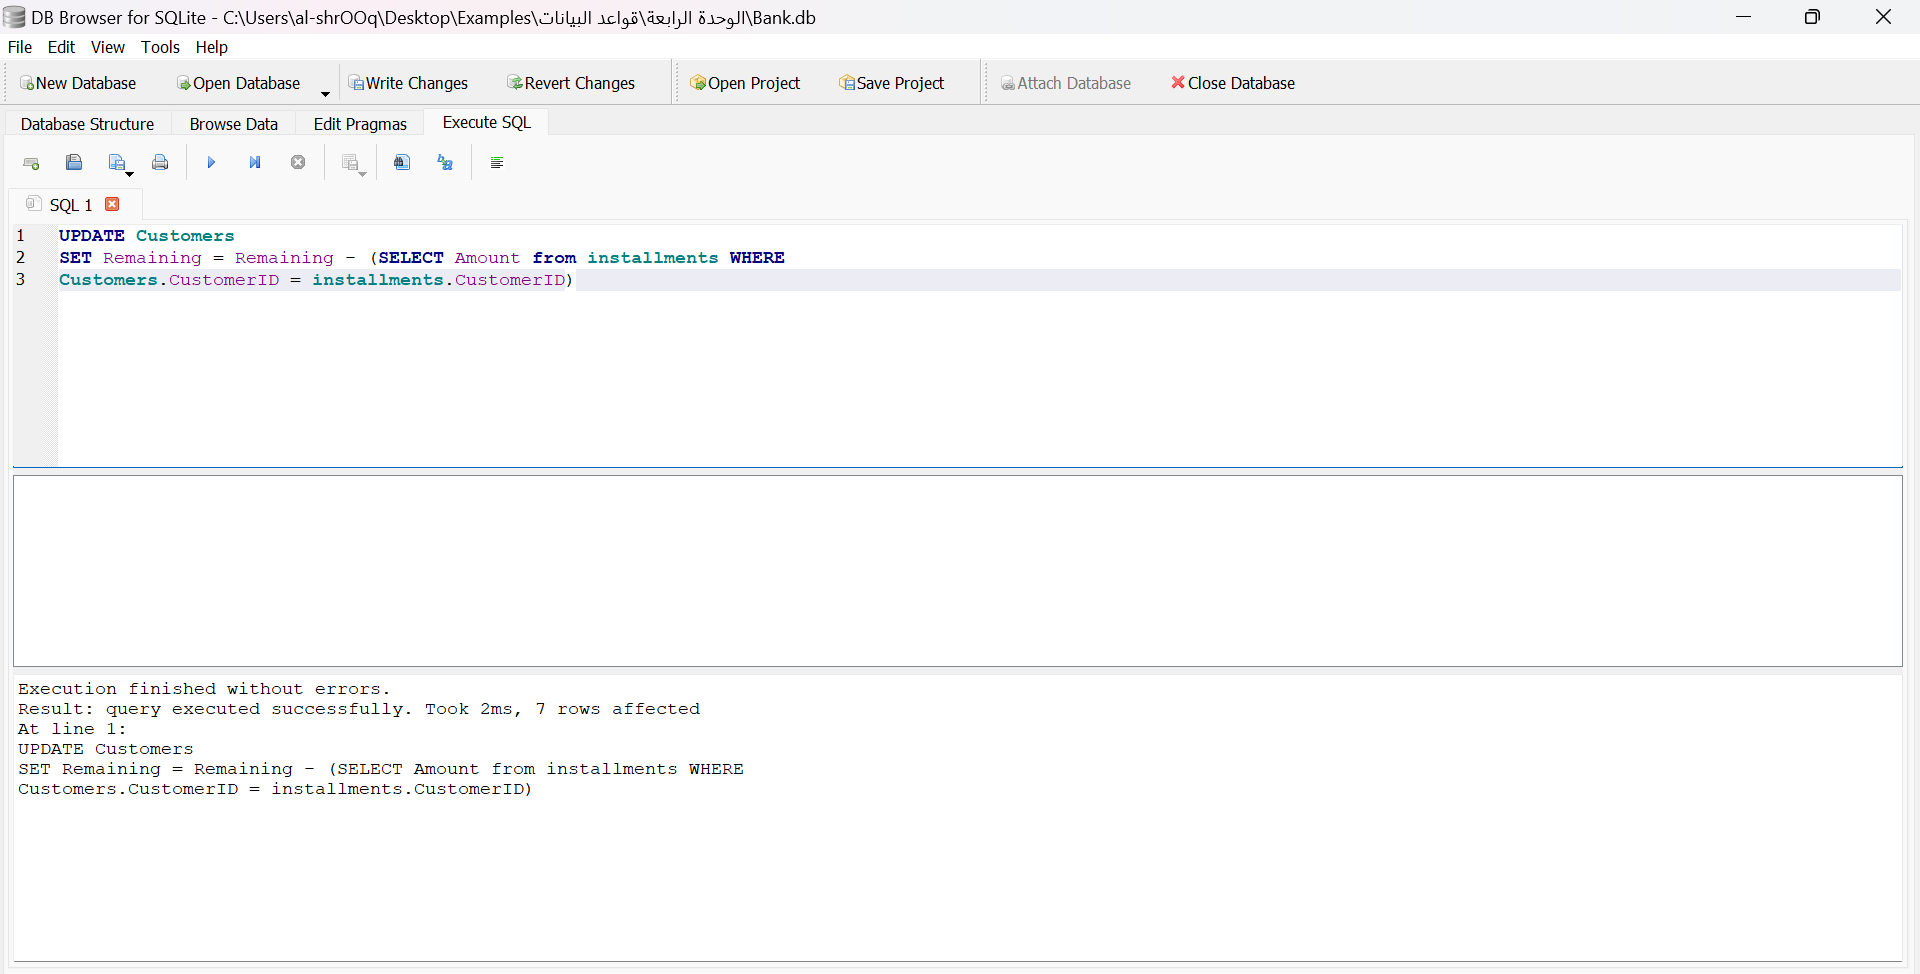 DB Browser for SQLite - C:\Users\al-shrOOq\Desktop\Examples\الوحدة الرابعة\قواعد البيانات\Bank.db
File Edit View Tools Help
New Database Open Database Write Changes Revert Changes Open Project Save Project Attach Database Close Database
Database Structure Browse Data Edit Pragmas Execute SQL
SQL 1
1 UPDATE Customers
2 SET Remaining = Remaining - (SELECT Amount from installments WHERE
3 Customers.CustomerID = installments.CustomerID)
Execution finished without errors.
Result: query executed successfully. Took 2ms, 7 rows affected
At line 1:
UPDATE Customers
SET Remaining = Remaining - (SELECT Amount from installments WHERE
Customers.CustomerID = installments.CustomerID)